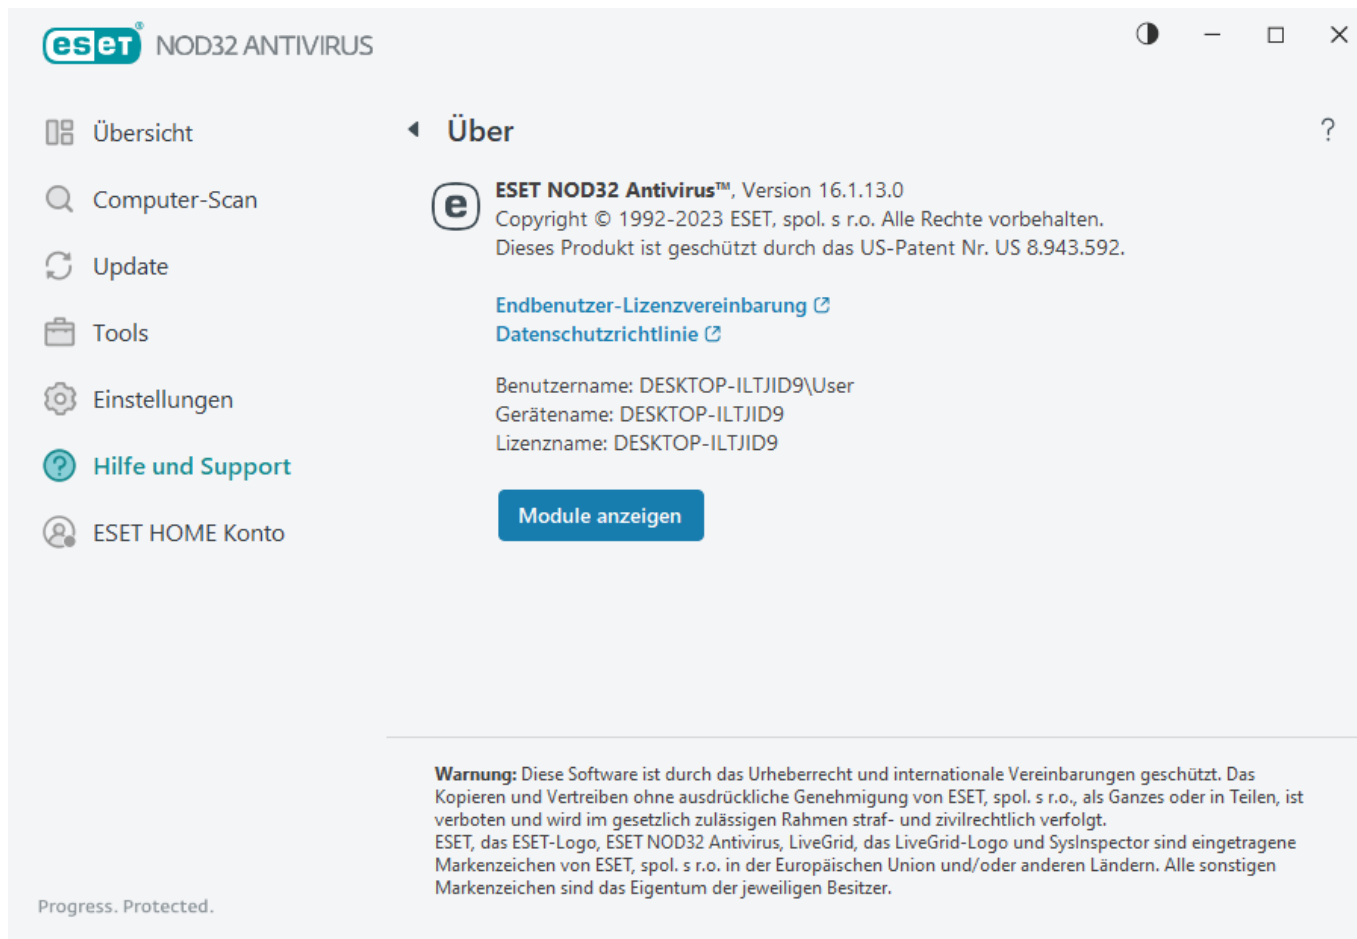 eset® NOD32 ANTIVIRUS
Übersicht
Computer-Scan
Update
Tools
Einstellungen
Hilfe und Support
ESET HOME Konto
Progress. Protected.
Über
?
e
ESET NOD32 Antivirus™, Version 16.1.13.0
Copyright © 1992-2023 ESET, spol. s r.o. Alle Rechte vorbehalten.
Dieses Produkt ist geschützt durch das US-Patent Nr. US 8.943.592.
Endbenutzer-Lizenzvereinbarung
Datenschutzrichtlinie
Benutzername: DESKTOP-ILTJID9\User
Gerätename: DESKTOP-ILTJID9
Lizenzname: DESKTOP-ILTJID9
Module anzeigen
Warnung: Diese Software ist durch das Urheberrecht und internationale Vereinbarungen geschützt. Das
Kopieren und Vertreiben ohne ausdrückliche Genehmigung von ESET, spol. s r.o., als Ganzes oder in Teilen, ist
verboten und wird im gesetzlich zulässigen Rahmen straf- und zivilrechtlich verfolgt.
ESET, das ESET-Logo, ESET NOD32 Antivirus, LiveGrid, das LiveGrid-Logo und SysInspector sind eingetragene
Markenzeichen von ESET, spol. s r.o. in der Europäischen Union und/oder anderen Ländern. Alle sonstigen
Markenzeichen sind das Eigentum der jeweiligen Besitzer.